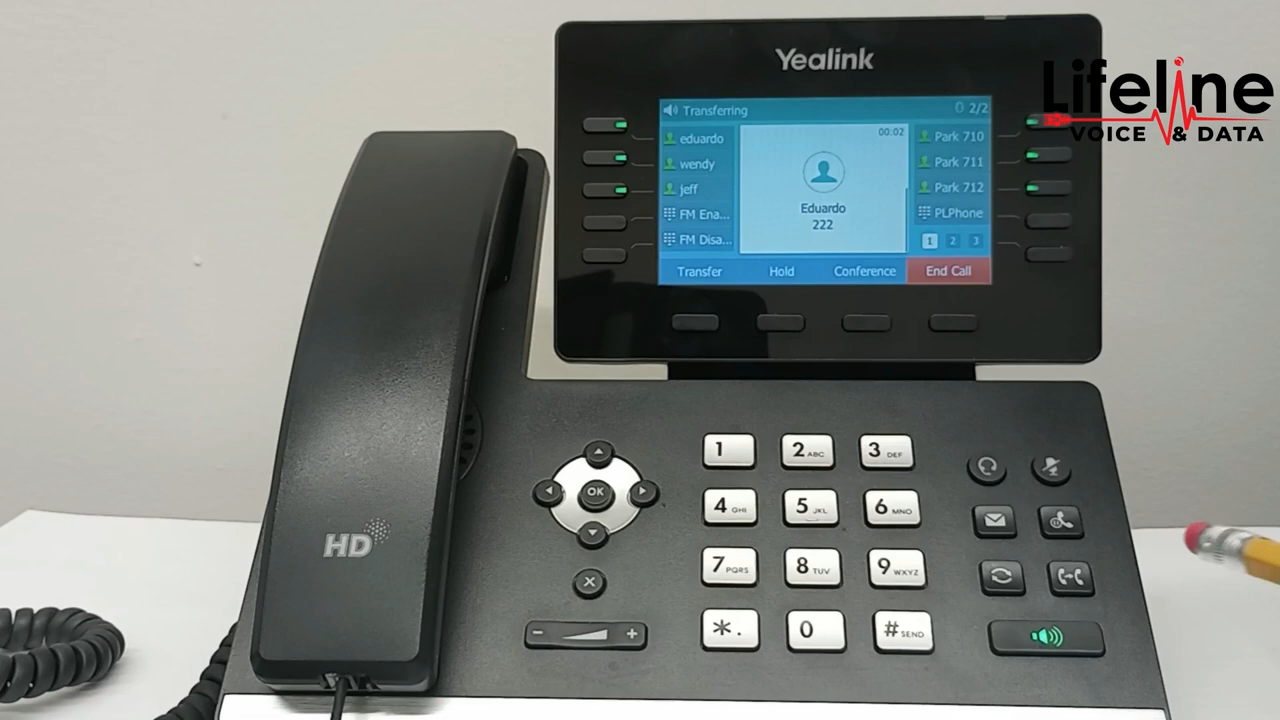 Yealink
Lifeline
VOICE & DATA
Transferring 2/2
eduardo
wendy
jeff
FM Ena...
FM Disa...
00:02
Eduardo
222
Park 710
Park 711
Park 712
PLPhone
1 2 3
Transfer Hold Conference End Call
HD
OK
1 2 ABC 3 DEF
4 GHI 5 JKL 6 MNO
7 PQRS 8 TUV 9 WXYZ
*. 0 # SEND
- +